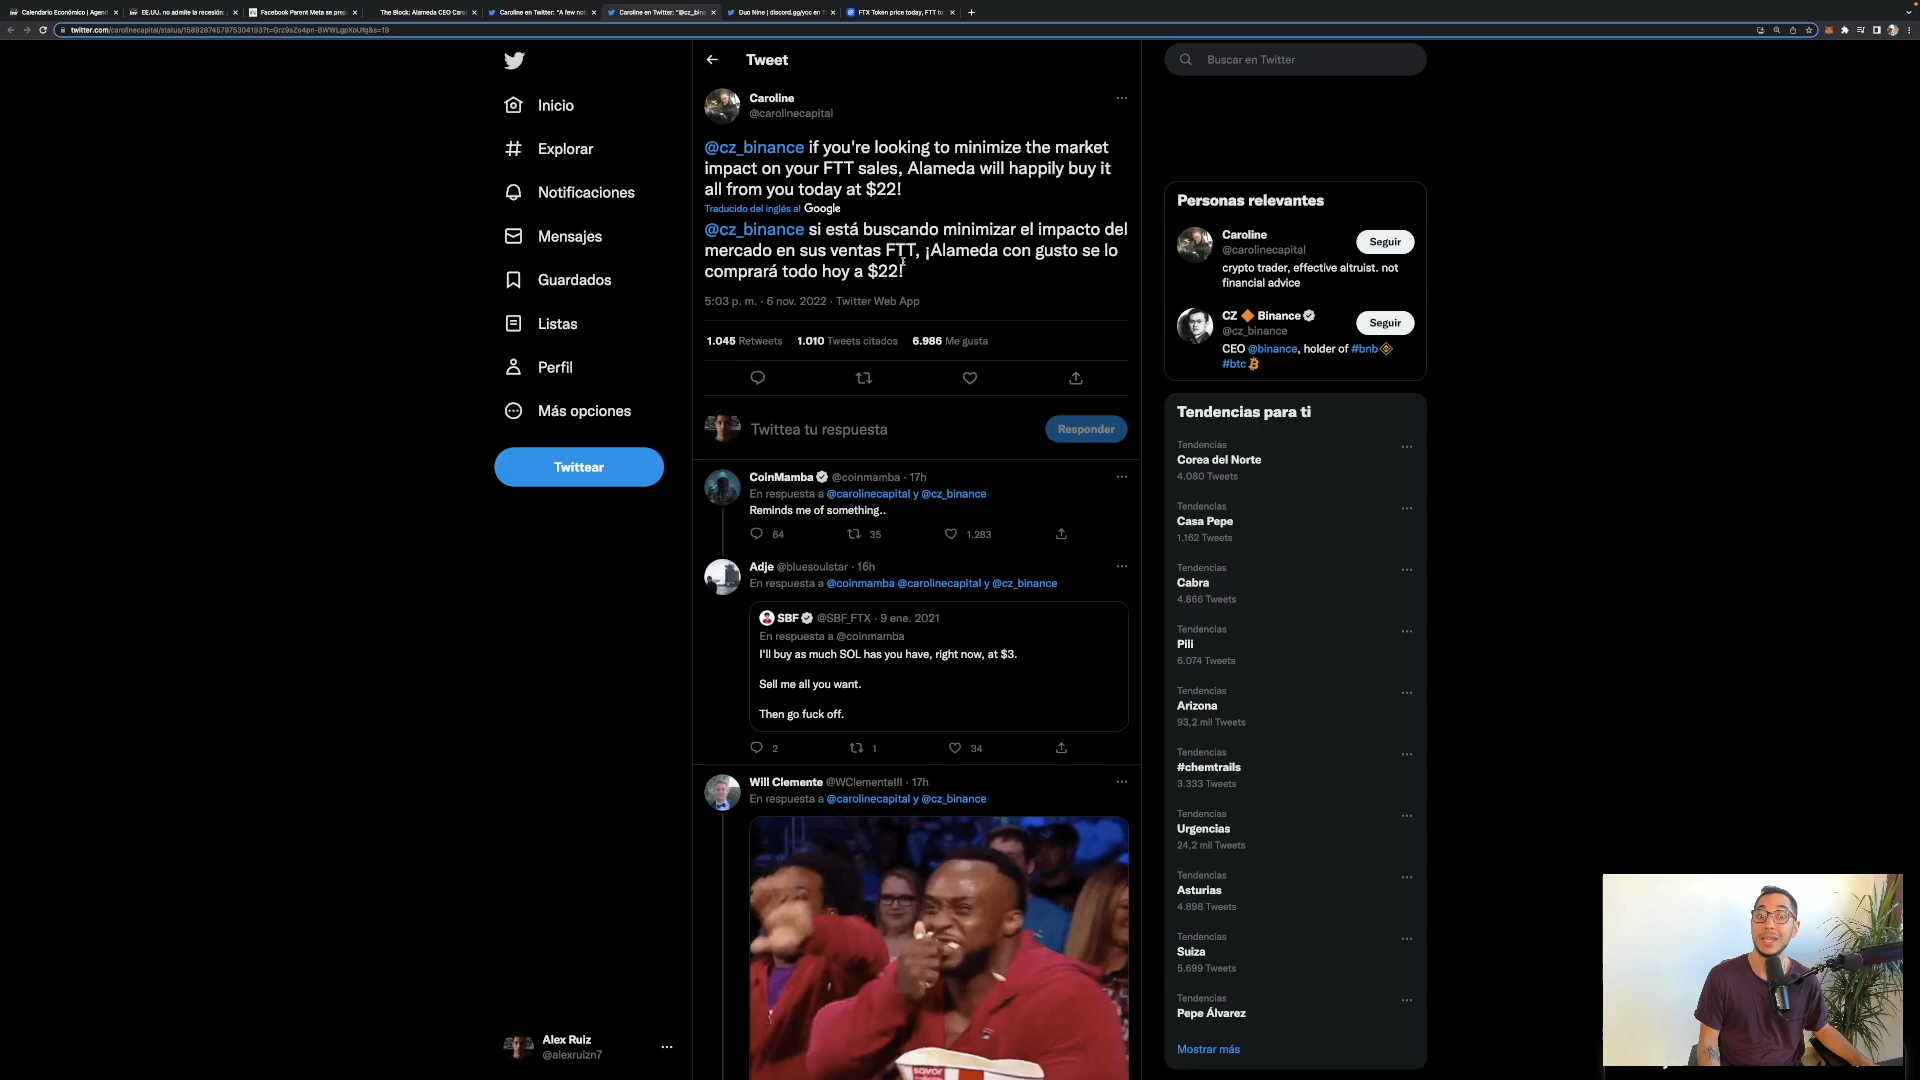 Calendario Económico | Agend
EE.UU. no admite la recesión:
Facebook Parent Meta se prep
The Block: Alameda CEO Carol
Caroline en Twitter: "A few not
Caroline en Twitter: "@cz_bina
Duo Nine | discord.gg/ycc en T
FTX Token price today, FTT to
Tweet
Buscar en Twitter
Inicio
Explorar
Notificaciones
Mensajes
Guardados
Listas
Perfil
Más opciones
Twittear
Alex Ruiz
@alexruizn7
Caroline
@carolinecapital
@cz_binance if you're looking to minimize the market
impact on your FTT sales, Alameda will happily buy it
all from you today at $22!
Traducido del inglés al Google
@cz_binance si está buscando minimizar el impacto del
mercado en sus ventas FTT, ¡Alameda con gusto se lo
comprará todo hoy a $22!
5:03 p. m. · 6 nov. 2022 · Twitter Web App
1.045 Retweets 1.010 Tweets citados 6.986 Me gusta
Twittea tu respuesta
Responder
CoinMamba @coinmamba · 17h
En respuesta a @carolinecapital y @cz_binance
Reminds me of something..
64 35 1.283
Adje @bluesoulstar · 16h
En respuesta a @coinmamba @carolinecapital y @cz_binance
SBF @SBF_FTX · 9 ene. 2021
En respuesta a @coinmamba
I'll buy as much SOL has you have, right now, at $3.
Sell me all you want.
Then go fuck off.
2 1 34
Will Clemente @WClementeIII · 17h
En respuesta a @carolinecapital y @cz_binance
savor
Personas relevantes
Caroline
@carolinecapital
Seguir
crypto trader, effective altruist. not
financial advice
CZ Binance
@cz_binance
Seguir
CEO @binance, holder of #bnb
#btc
Tendencias para ti
Tendencias
Corea del Norte
4.080 Tweets
Tendencias
Casa Pepe
1.162 Tweets
Tendencias
Cabra
4.866 Tweets
Tendencias
Pili
6.074 Tweets
Tendencias
Arizona
93,2 mil Tweets
Tendencias
#chemtrails
3.333 Tweets
Tendencias
Urgencias
24,2 mil Tweets
Tendencias
Asturias
4.898 Tweets
Tendencias
Suiza
5.699 Tweets
Tendencias
Pepe Álvarez
Mostrar más